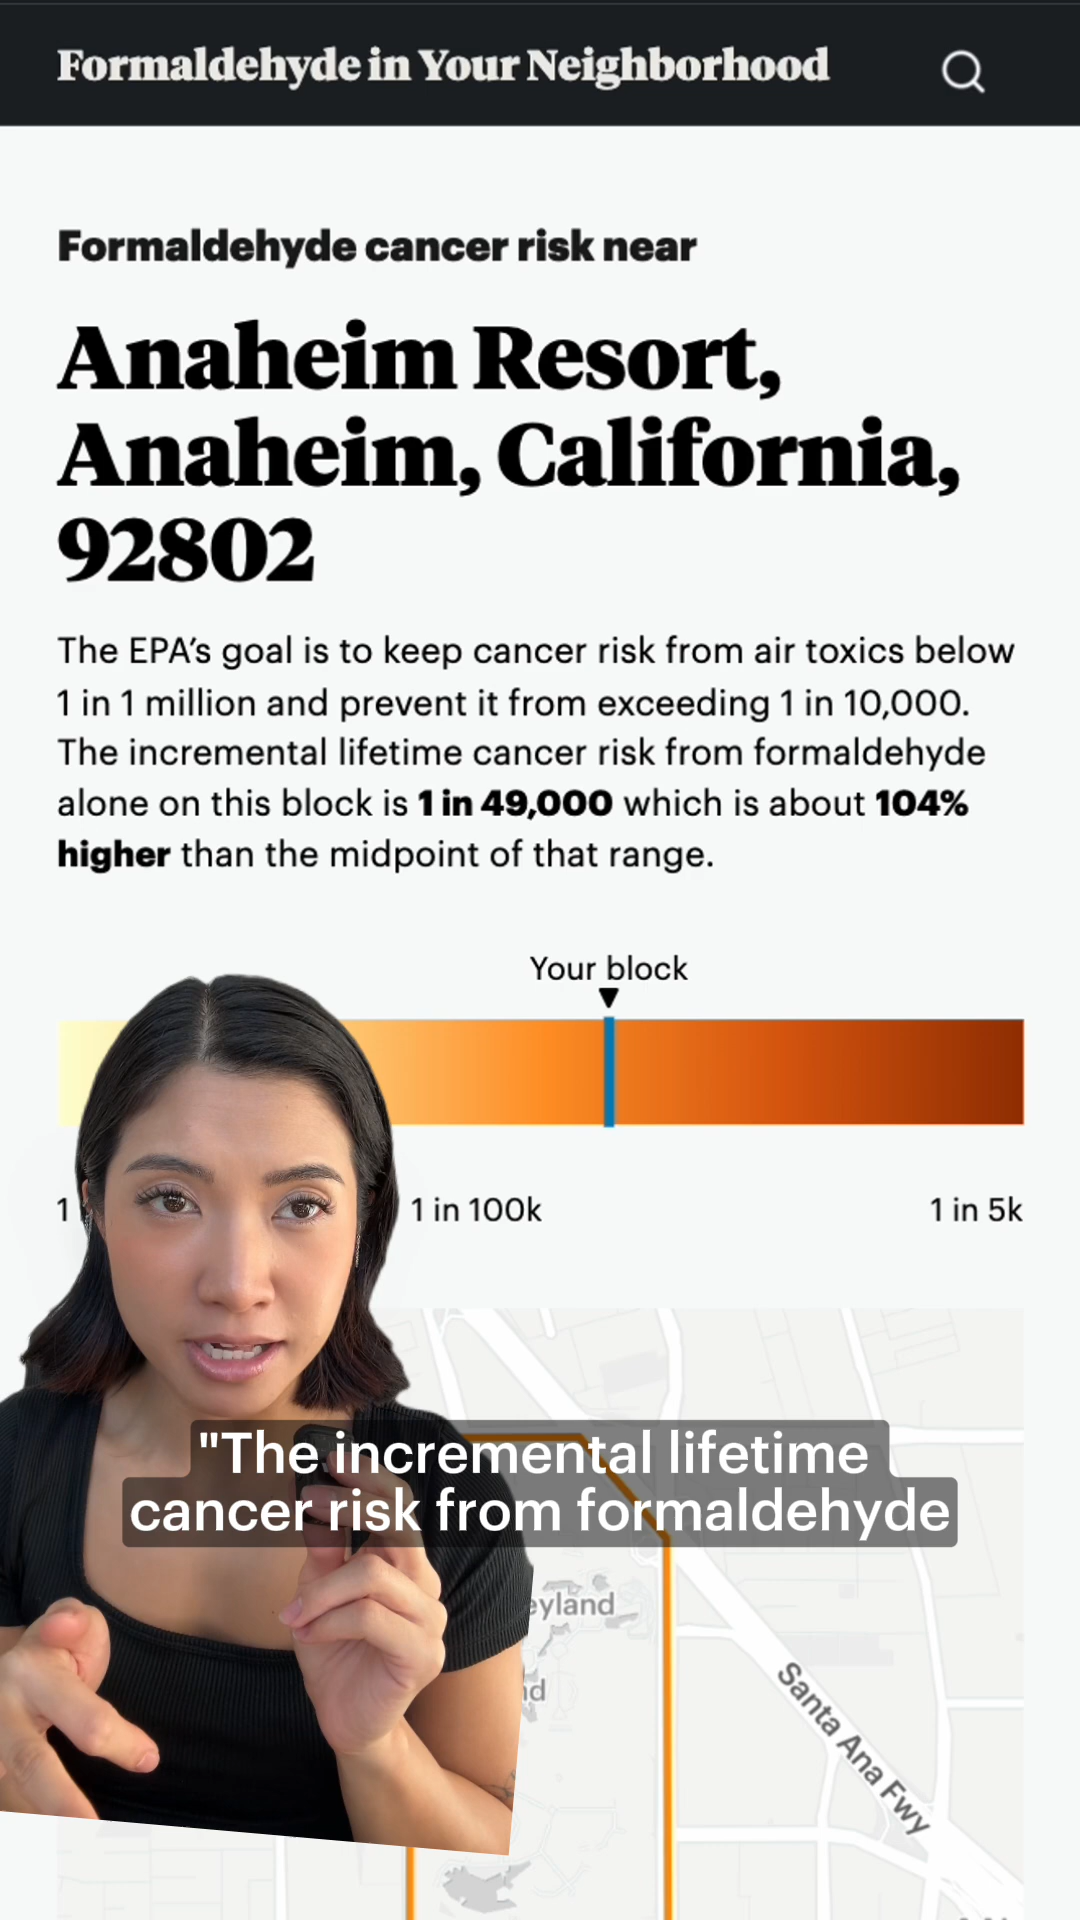 Formaldehyde in Your Neighborhood
Formaldehyde cancer risk near
Anaheim Resort,
Anaheim, California,
92802
The EPA’s goal is to keep cancer risk from air toxics below
1 in 1 million and prevent it from exceeding 1 in 10,000.
The incremental lifetime cancer risk from formaldehyde
alone on this block is 1 in 49,000 which is about 104%
higher than the midpoint of that range.
Your block
1
1 in 100k
1 in 5k
"The incremental lifetime
cancer risk from formaldehyde
eyland
nd
Santa Ana Fwy